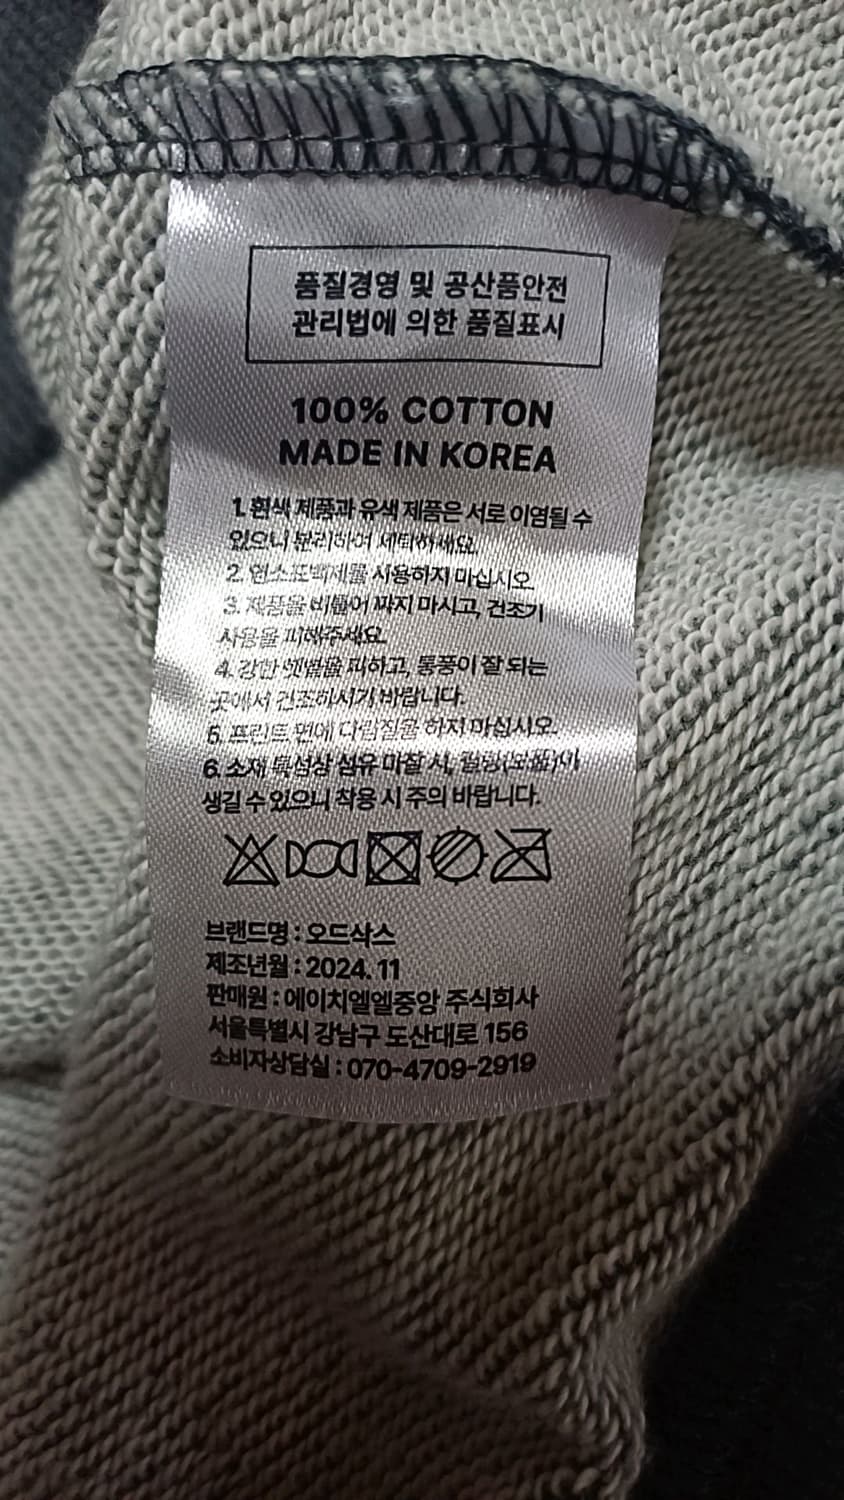 품질경영 및 공산품안전
관리법에 의한 품질표시
100% COTTON
MADE IN KOREA
1. 흰색 제품과 유색 제품은 서로 이염될 수
있으니 분리하여 세탁하세요.
2. 염소표백제를 사용하지 마십시오.
3. 제품을 비틀어 짜지 마시고, 건조기
사용을 피해주세요.
4. 강한 햇볕을 피하고, 통풍이 잘 되는
곳에서 건조하시기 바랍니다.
5. 프린트 면에 다림질을 하지 마십시오.
6. 소재 특성상 섬유 마찰 시, 필링(보풀)이
생길 수 있으니 착용 시 주의 바랍니다.
브랜드명 : 오드삭스
제조년월 : 2024. 11
판매원 : 에이치엘엘중앙 주식회사
서울특별시 강남구 도산대로 156
소비자상담실 : 070-4709-2919